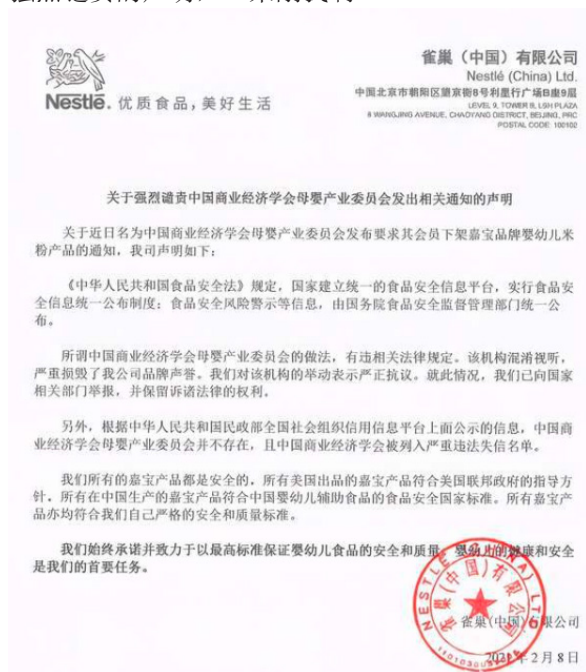 雀巢（中国）有限公司
Nestlé (China) Ltd.
中国北京市朝阳区望京街8号利星行广场B座9层
LEVEL 9, TOWER B, LSH PLAZA
8 WANGJING AVENUE, CHAOYANG DISTRICT, BEIJING, PRC
POSTAL CODE: 100102
Nestlé. 优质食品，美好生活
关于强烈谴责中国商业经济学会母婴产业委员会发出相关通知的声明
关于近日名为中国商业经济学会母婴产业委员会发布要求其会员下架嘉宝品牌婴幼儿米
粉产品的通知，我司声明如下：
《中华人民共和国食品安全法》规定，国家建立统一的食品安全信息平台，实行食品安
全信息统一公布制度；食品安全风险警示等信息，由国务院食品安全监督管理部门统一公
布。
所谓中国商业经济学会母婴产业委员会的做法，有违相关法律规定。该机构混淆视听，
严重损毁了我公司品牌声誉。我们对该机构的举动表示严正抗议。就此情况，我们已向国家
相关部门举报，并保留诉诸法律的权利。
另外，根据中华人民共和国民政部全国社会组织信用信息平台上面公示的信息，中国商
业经济学会母婴产业委员会并不存在，且中国商业经济学会被列入严重违法失信名单。
我们所有的嘉宝产品都是安全的，所有美国出品的嘉宝产品符合美国联邦政府的指导方
针，所有在中国生产的嘉宝产品符合中国婴幼儿辅助食品的食品安全国家标准。所有嘉宝产
品亦均符合我们自己严格的安全和质量标准。
我们始终承诺并致力于以最高标准保证婴幼儿食品的安全和质量，婴幼儿的健康和安全
是我们的首要任务。
NESTLE (CHINA) LTD
雀巢(中国)有限公司
雀巢(中国)有限公司
2021年2月8日